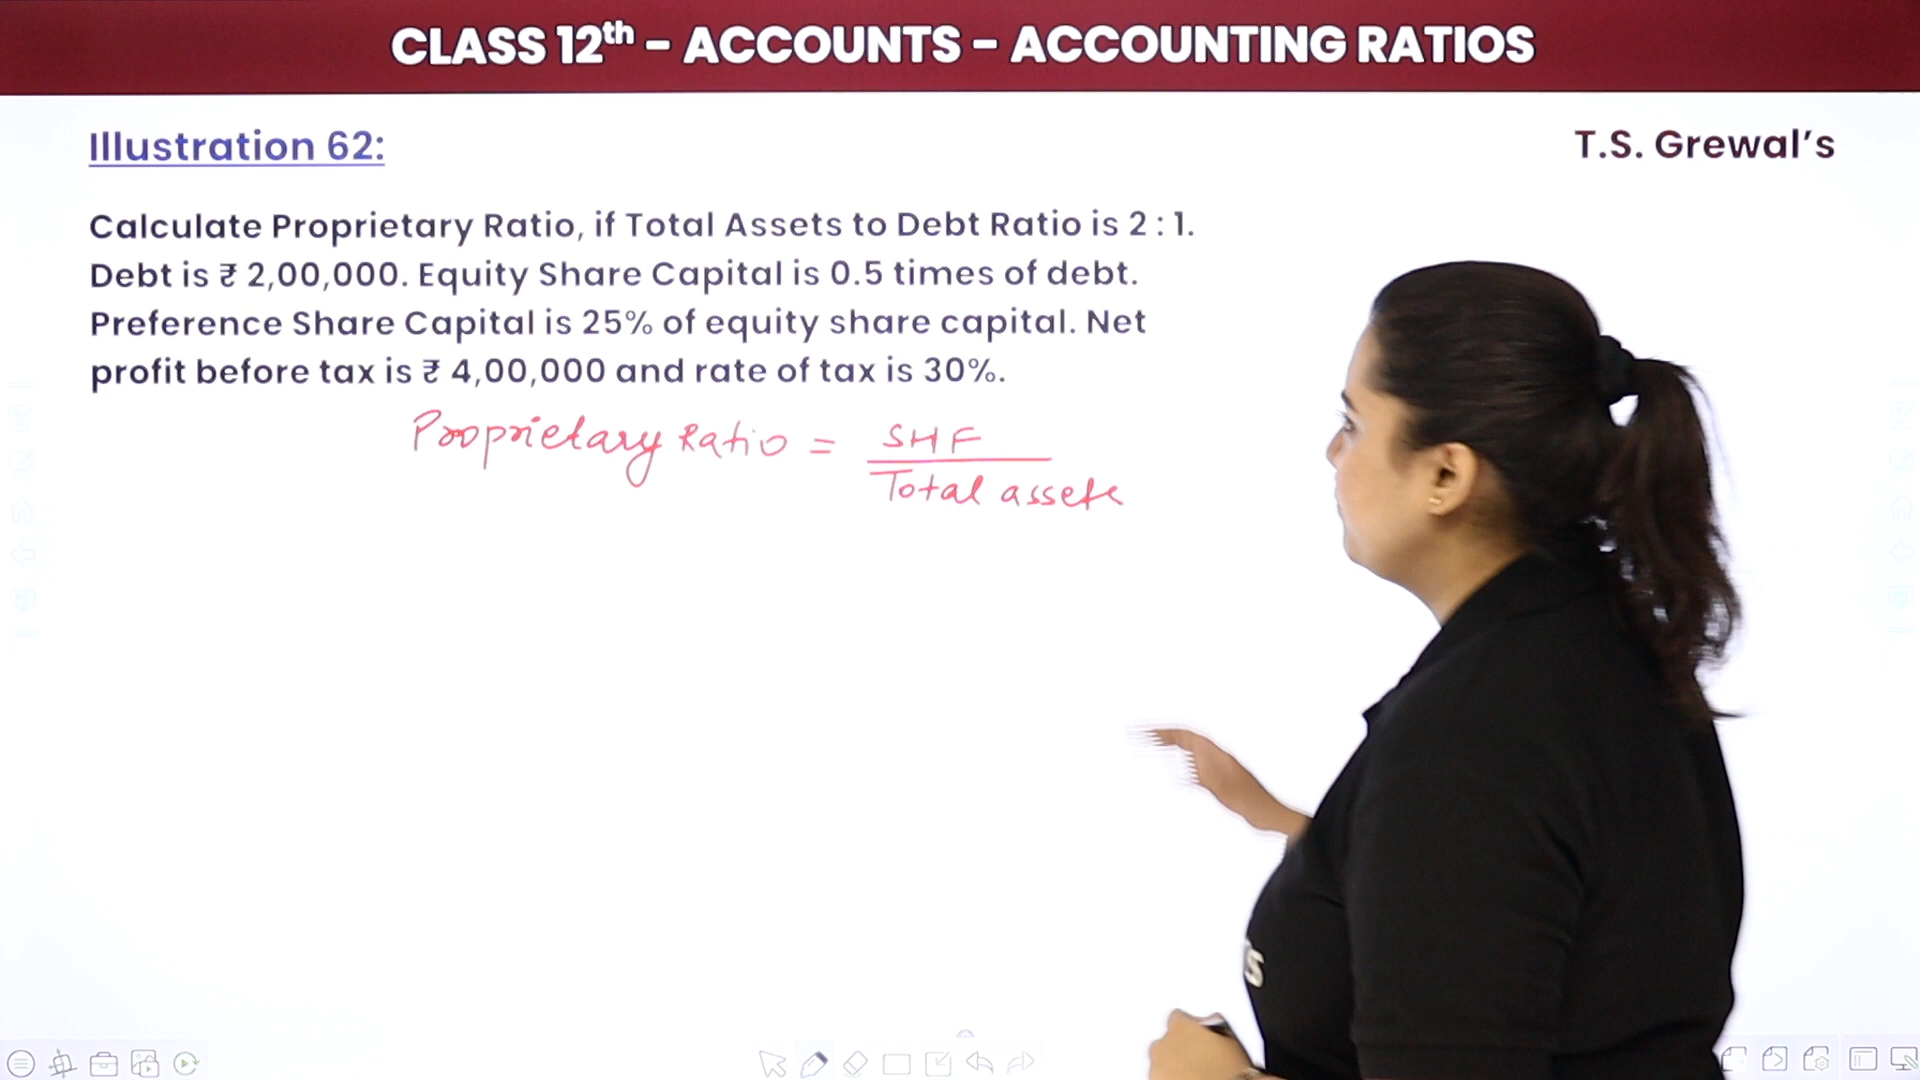 CLASS 12th – ACCOUNTS – ACCOUNTING RATIOS
Illustration 62:
T.S. Grewal's
Calculate Proprietary Ratio, if Total Assets to Debt Ratio is 2 : 1.
Debt is ₹ 2,00,000. Equity Share Capital is 0.5 times of debt.
Preference Share Capital is 25% of equity share capital. Net
profit before tax is ₹ 4,00,000 and rate of tax is 30%.
Proprietary Ratio = SHF
Total assets